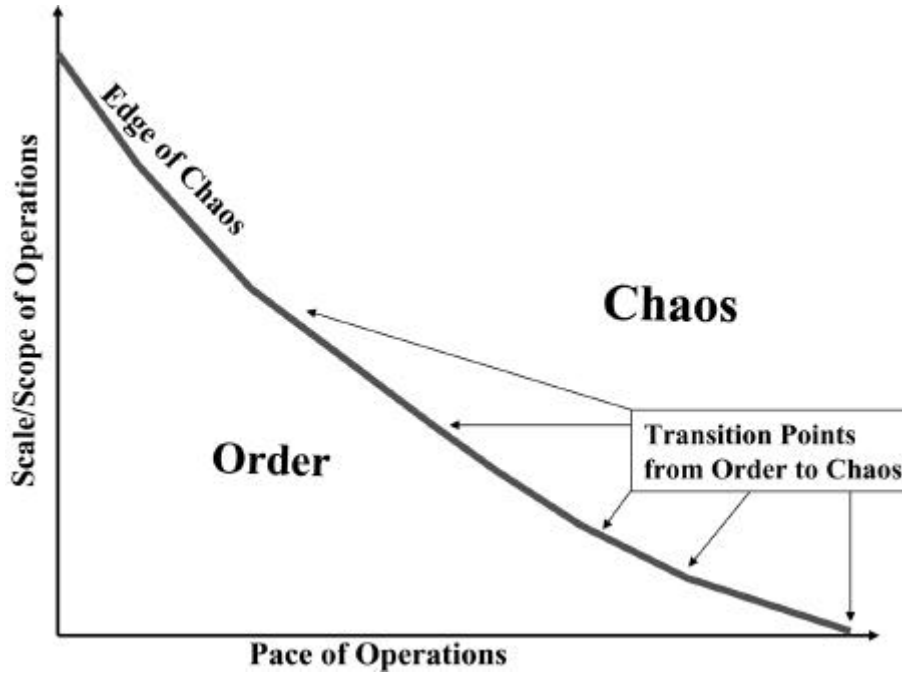 Scale/Scope of Operations
Edge of Chaos
Chaos
Order
Transition Points
from Order to Chaos
Pace of Operations